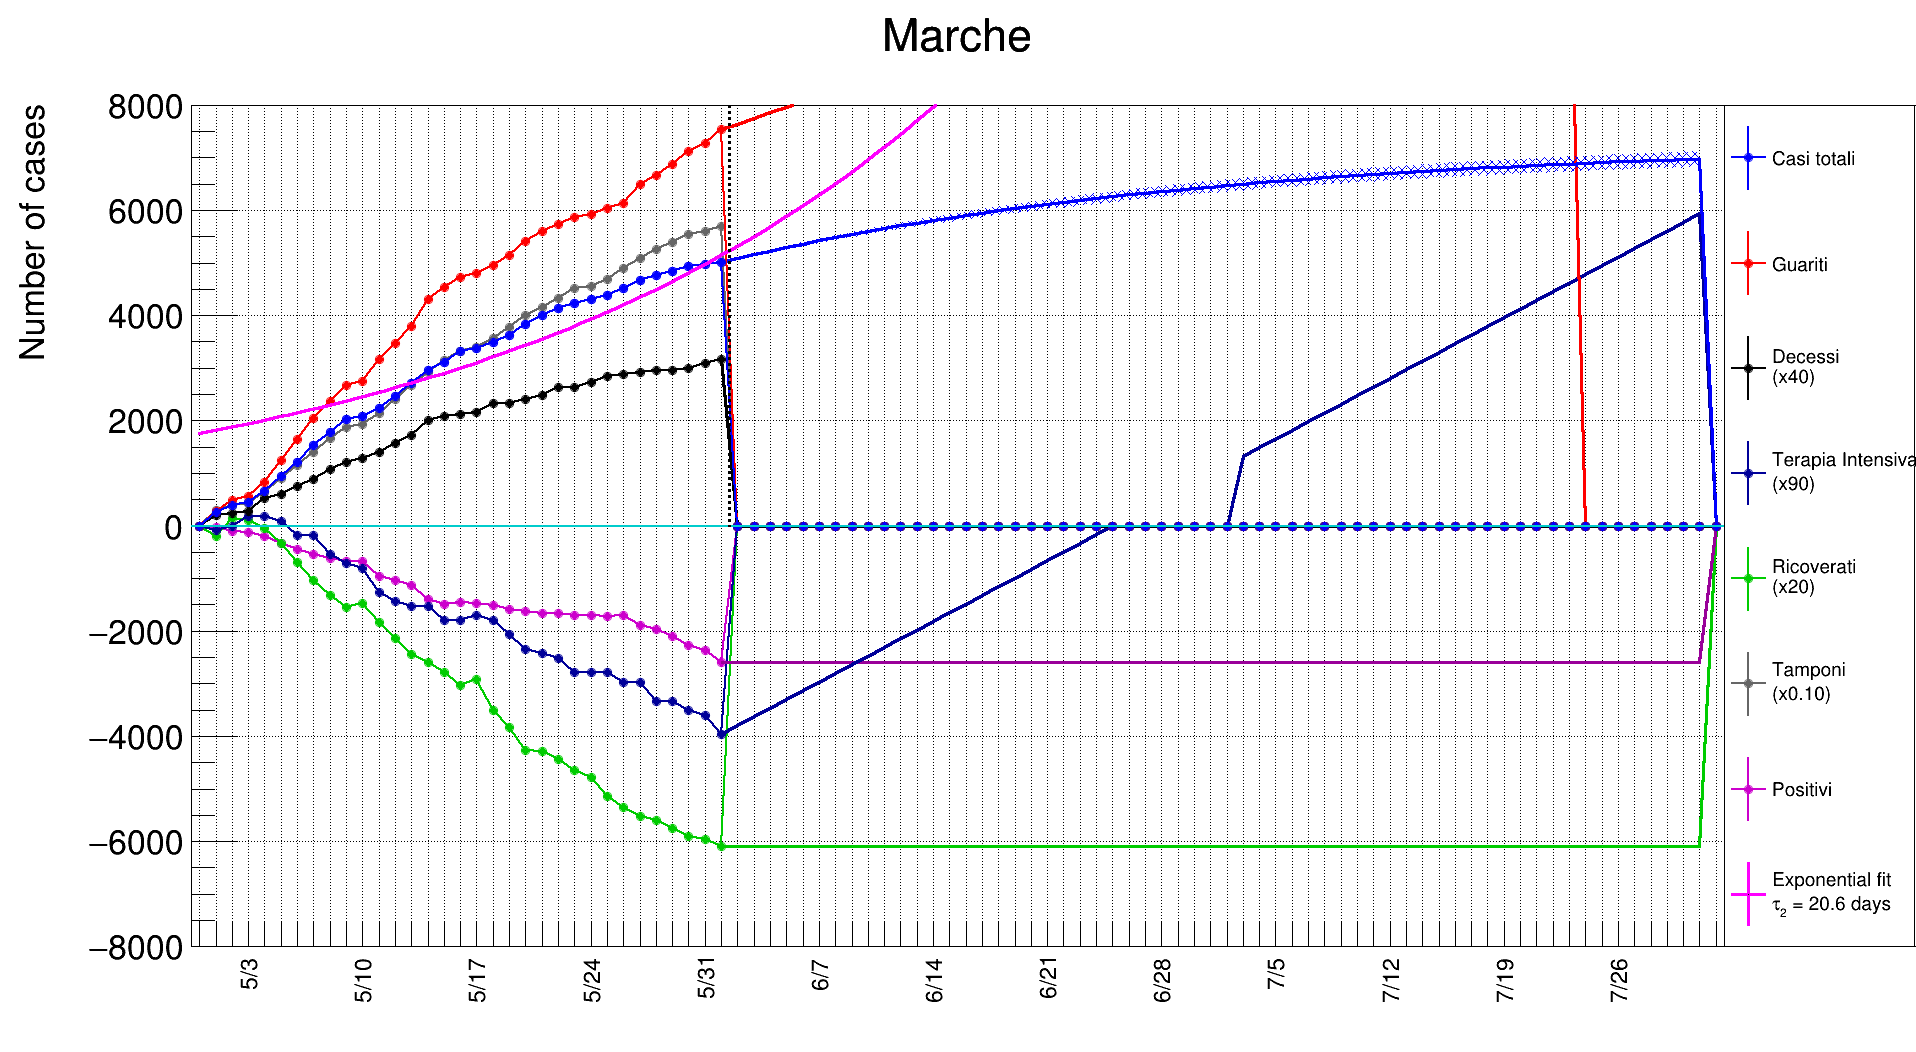 Marche
Number of cases
8000
6000
4000
2000
0
−2000
−4000
−6000
−8000
5/3
5/10
5/17
5/24
5/31
6/7
6/14
6/21
6/28
7/5
7/12
7/19
7/26
Casi totali
Guariti
Decessi
(x40)
Terapia Intensiva
(x90)
Ricoverati
(x20)
Tamponi
(x0.10)
Positivi
Exponential fit
τ2 = 20.6 days